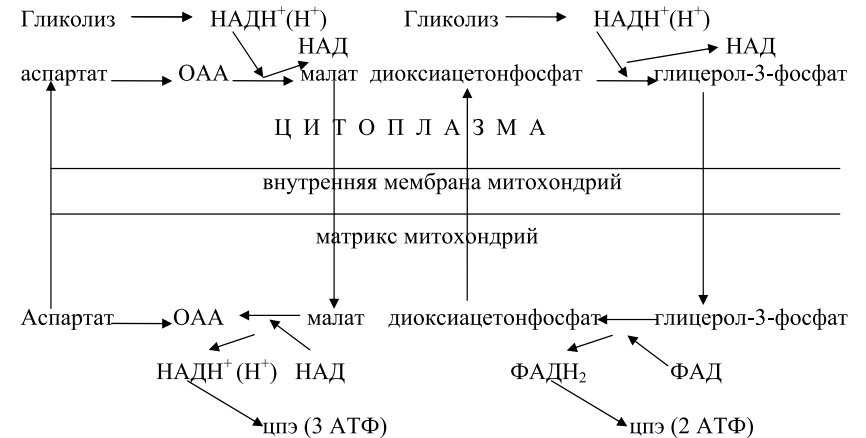 Гликолиз НАДН⁺(Н⁺) Гликолиз НАДН⁺(Н⁺)
НАД НАД
аспартат ОАА малат диоксиацетонфосфат глицерол-3-фосфат
Ц И Т О П Л А З М А
внутренняя мембрана митохондрий
матрикс митохондрий
Аспартат ОАА малат диоксиацетонфосфат глицерол-3-фосфат
НАДН⁺ (Н⁺) НАД ФАДН₂ ФАД
цпэ (3 АТФ) цпэ (2 АТФ)